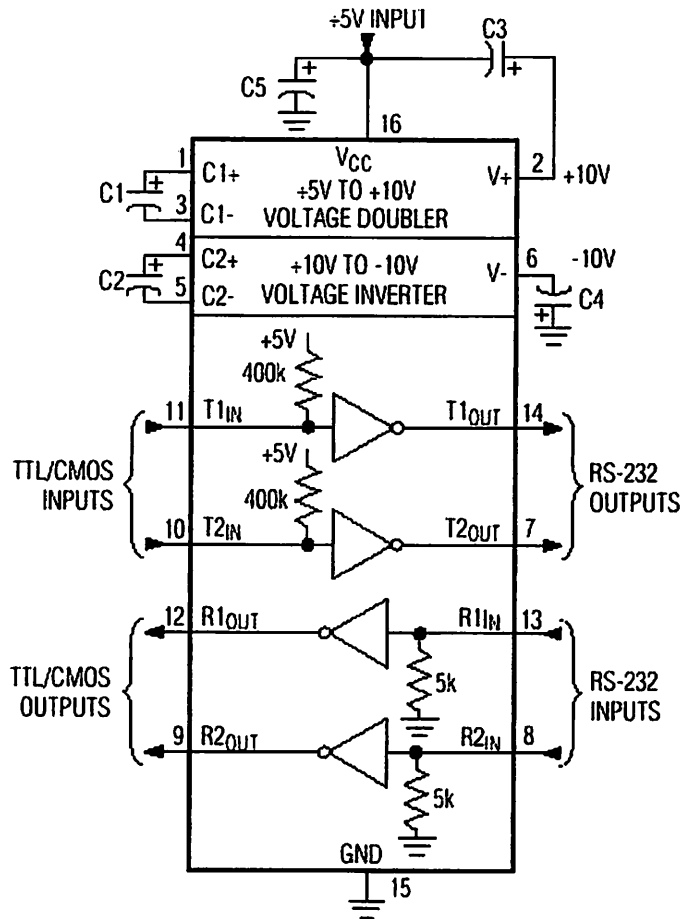 +5V INPUT
C3
+
C5
+
16
1
C1+
VCC
V+
2
+10V
C1
+
+5V TO +10V
3
C1-
VOLTAGE DOUBLER
4
C2+
+10V TO -10V
V-
6
-10V
C2
+
5
C2-
VOLTAGE INVERTER
C4
+
+5V
400k
11
T1IN
T1OUT
14
+5V
TTL/CMOS
INPUTS
400k
RS-232
OUTPUTS
10
T2IN
T2OUT
7
12
R1OUT
R1IN
13
TTL/CMOS
OUTPUTS
5k
RS-232
INPUTS
9
R2OUT
R2IN
8
5k
GND
15